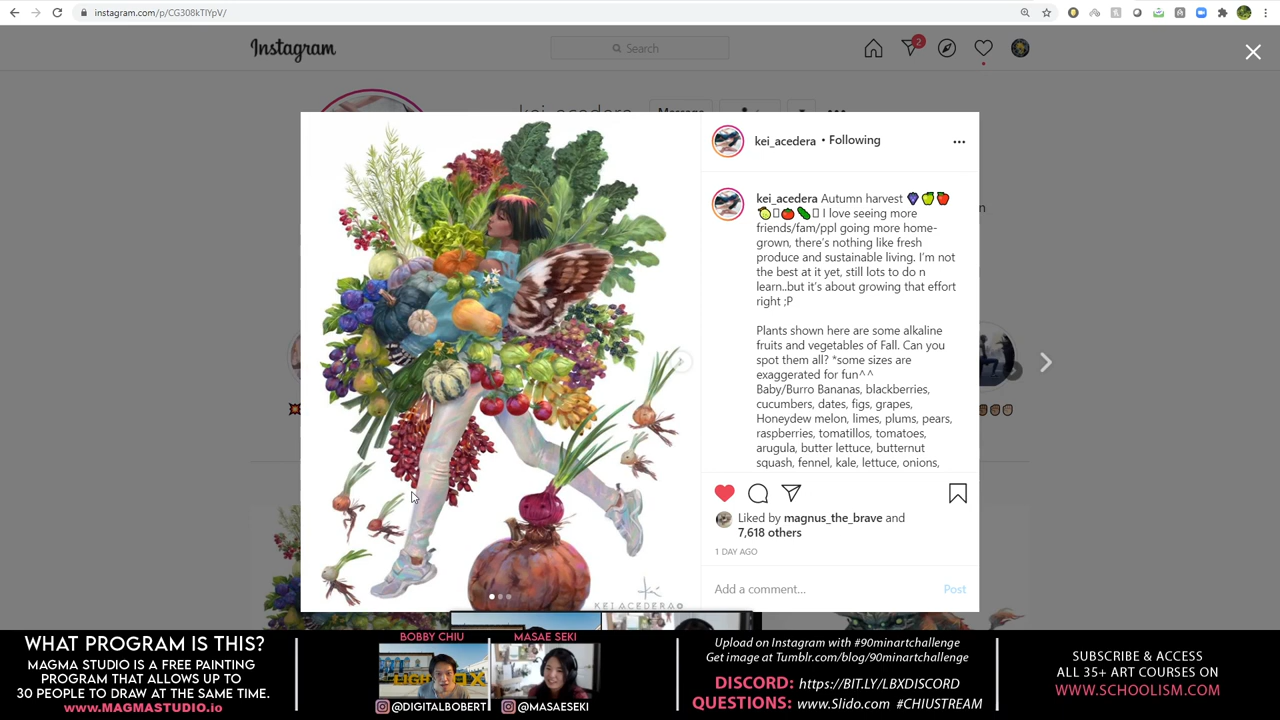 instagram.com/p/CG308kTlYpV/
Instagram
Search
2
kei_acedera
Message
kei_acedera • Following
kei_acedera Autumn harvest 🍇🍏🍎
🍋▯🍅🥒▯ I love seeing more
friends/fam/ppl going more home-
grown, there's nothing like fresh
produce and sustainable living. I'm not
the best at it yet, still lots to do n
learn..but it's about growing that effort
right ;P
Plants shown here are some alkaline
fruits and vegetables of Fall. Can you
spot them all? *some sizes are
exaggerated for fun^^
Baby/Burro Bananas, blackberries,
cucumbers, dates, figs, grapes,
Honeydew melon, limes, plums, pears,
raspberries, tomatillos, tomatoes,
arugula, butter lettuce, butternut
squash, fennel, kale, lettuce, onions,
Liked by magnus_the_brave and
7,618 others
1 DAY AGO
Add a comment...
Post
KEI ACEDERA©
WHAT PROGRAM IS THIS?
MAGMA STUDIO IS A FREE PAINTING
PROGRAM THAT ALLOWS UP TO
30 PEOPLE TO DRAW AT THE SAME TIME.
www.MAGMASTUDIO.io
BOBBY CHIU
MASAE SEKI
@DIGITALBOBERT
@MASAESEKI
Upload on Instagram with #90minartchallenge
Get image at Tumblr.com/blog/90minartchallenge
DISCORD: https://BIT.LY/LBXDISCORD
QUESTIONS: www.Slido.com #CHIUSTREAM
SUBSCRIBE & ACCESS
ALL 35+ ART COURSES ON
WWW.SCHOOLISM.COM